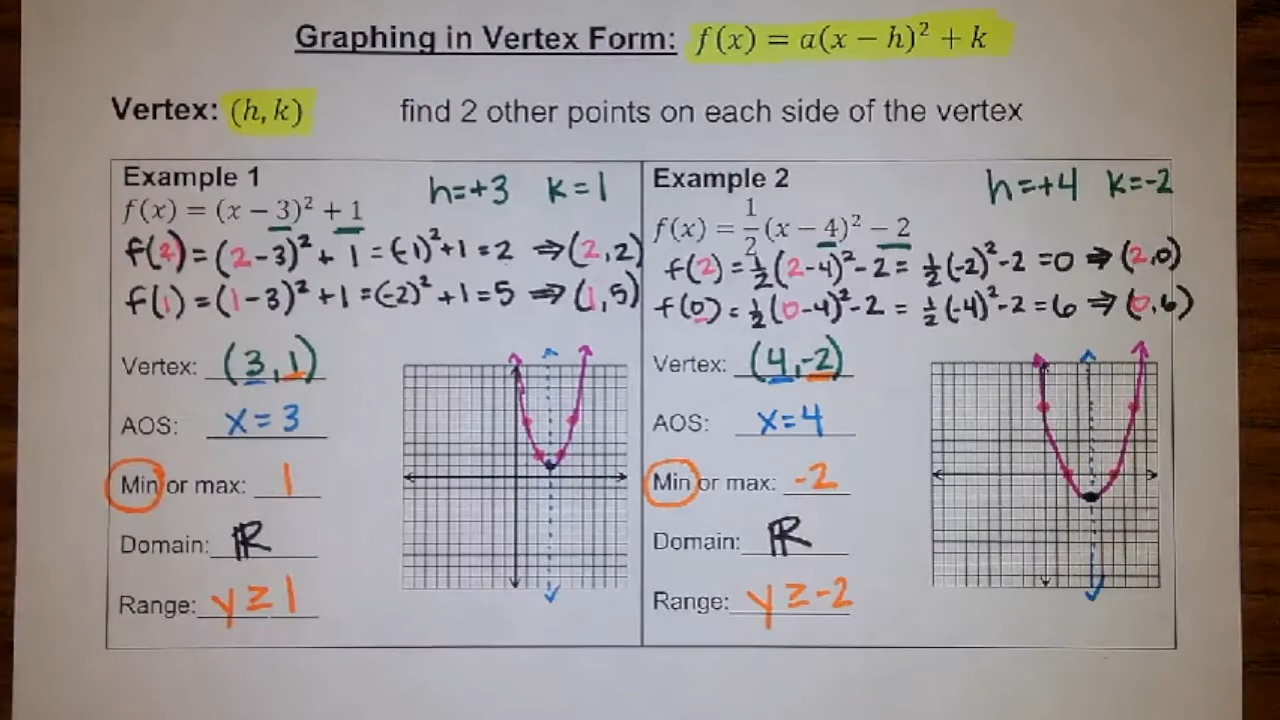 Graphing in Vertex Form: f(x) = a(x − h)² + k
Vertex: (h, k) find 2 other points on each side of the vertex
Example 1 h=+3 k=1
f(x) = (x − 3)² + 1
f(2) = (2-3)² + 1 = (-1)²+1 = 2 ⇒ (2,2)
f(1) = (1-3)² +1 = (-2)² +1 = 5 ⇒ (1,5)
Vertex: (3,1)
AOS: x=3
Min or max: 1
Domain: ℝ
Range: y ≥ 1
Example 2 h=+4 k=-2
f(x) = 1/2(x − 4)² − 2
f(2) = 1/2(2-4)² -2 = 1/2(-2)² -2 = 0 ⇒ (2,0)
f(0) = 1/2(0-4)² -2 = 1/2(-4)² -2 = 6 ⇒ (0,6)
Vertex: (4,-2)
AOS: x=4
Min or max: -2
Domain: ℝ
Range: y ≥ -2